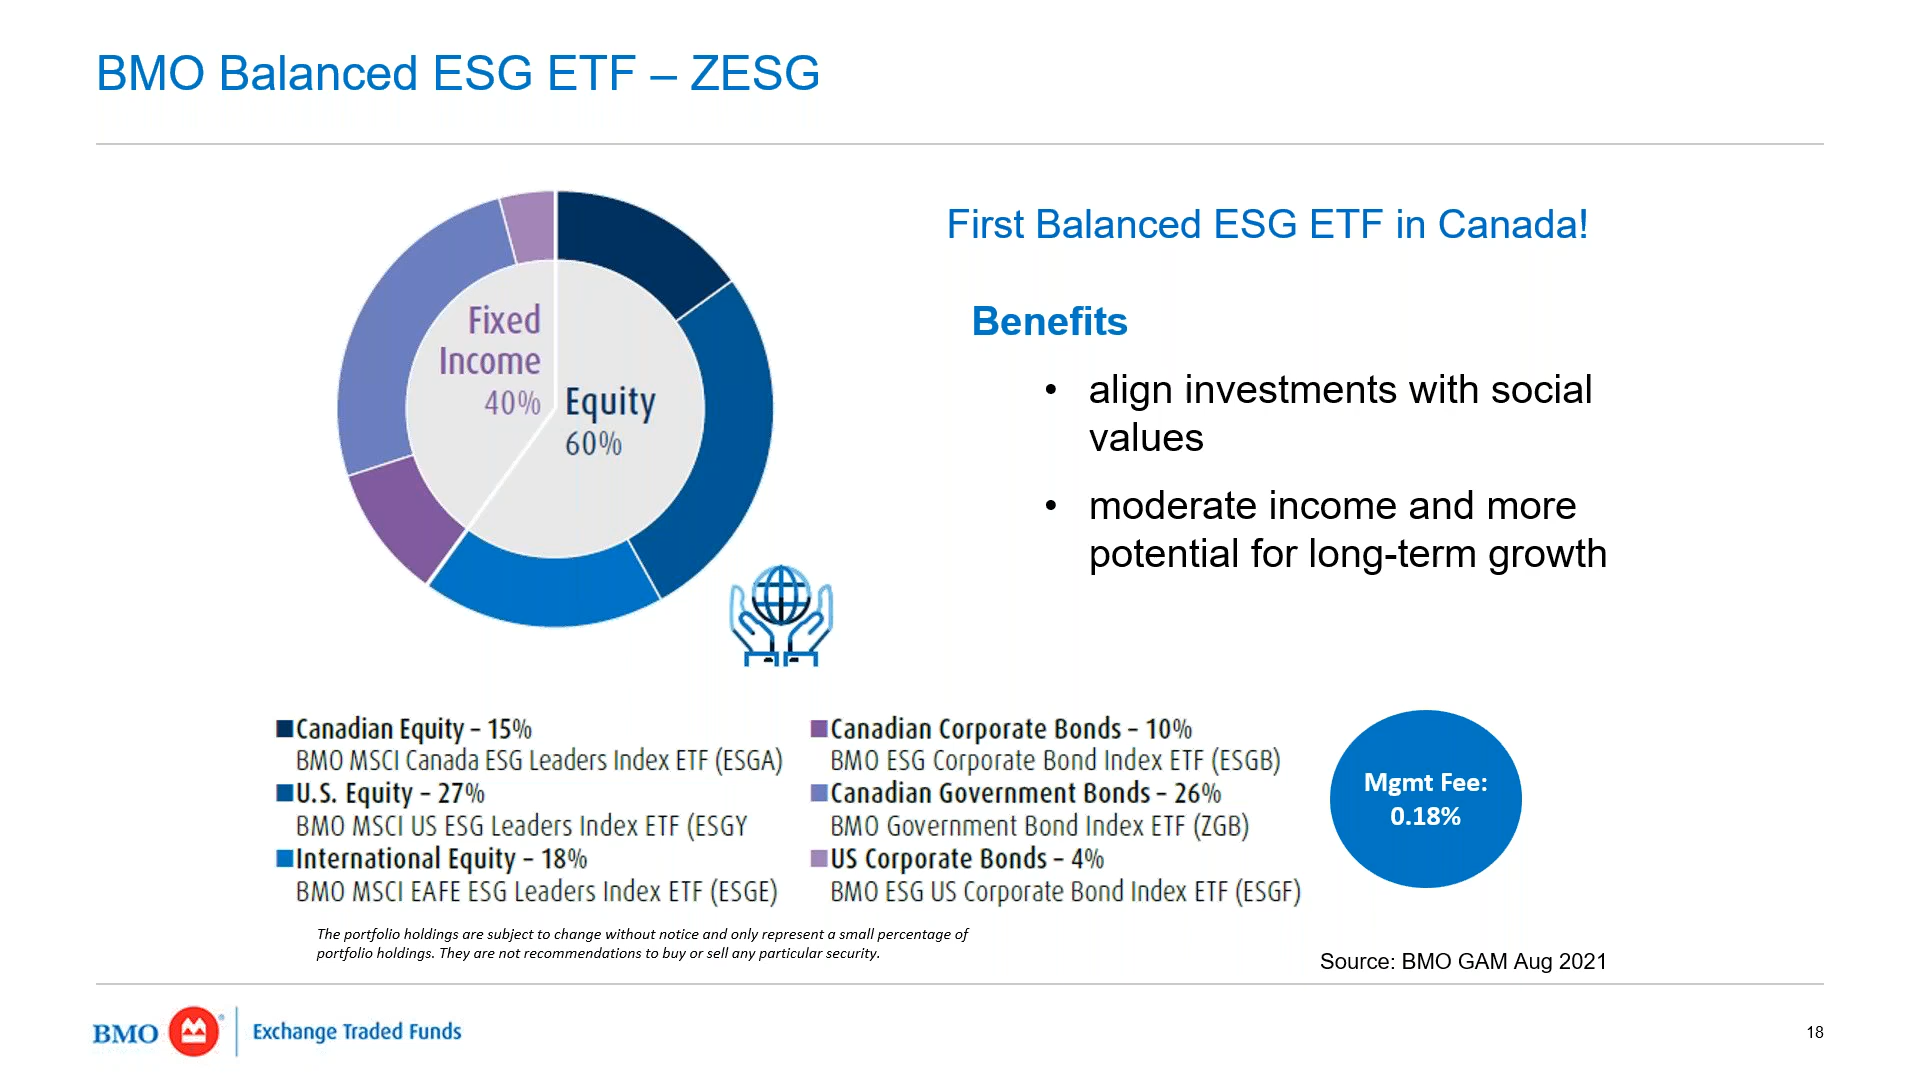 BMO Balanced ESG ETF – ZESG
Fixed
Income
40%
Equity
60%
First Balanced ESG ETF in Canada!
Benefits
• align investments with social
values
• moderate income and more
potential for long-term growth
Canadian Equity – 15%
BMO MSCI Canada ESG Leaders Index ETF (ESGA)
U.S. Equity – 27%
BMO MSCI US ESG Leaders Index ETF (ESGY
International Equity – 18%
BMO MSCI EAFE ESG Leaders Index ETF (ESGE)
Canadian Corporate Bonds – 10%
BMO ESG Corporate Bond Index ETF (ESGB)
Canadian Government Bonds – 26%
BMO Government Bond Index ETF (ZGB)
US Corporate Bonds – 4%
BMO ESG US Corporate Bond Index ETF (ESGF)
Mgmt Fee:
0.18%
The portfolio holdings are subject to change without notice and only represent a small percentage of
portfolio holdings. They are not recommendations to buy or sell any particular security.
Source: BMO GAM Aug 2021
BMO Exchange Traded Funds
18